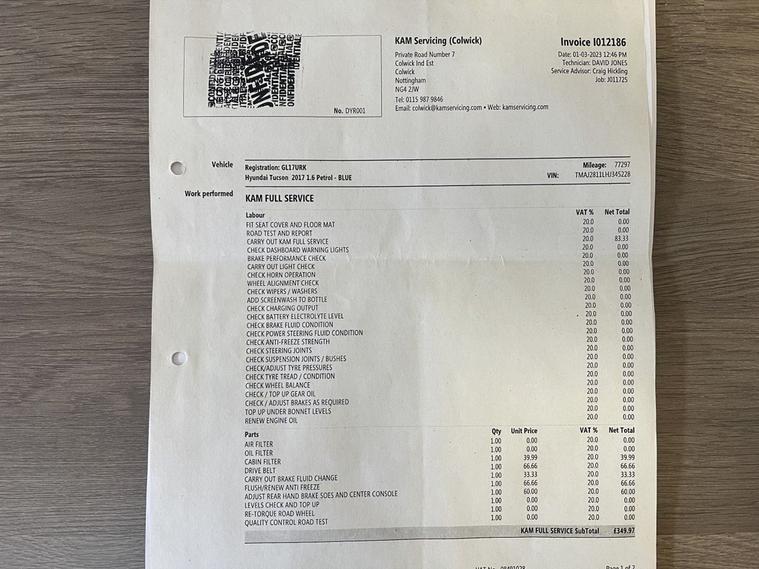 No. DYR001
KAM Servicing (Colwick)
Private Road Number 7
Colwick Ind Est
Colwick
Nottingham
NG4 2JW
Tel: 0115 987 9846
Email: colwick@kamservicing.com • Web: kamservicing.com
Invoice I012186
Date: 01-03-2023 12:46 PM
Technician: DAVID JONES
Service Advisor: Craig Hickling
Job: J011725
Vehicle
Registration: GL17URK
Mileage: 77297
Hyundai Tucson 2017 1.6 Petrol - BLUE
VIN: TMAJ2811LHJ345228
Work performed
KAM FULL SERVICE
Labour VAT % Net Total
FIT SEAT COVER AND FLOOR MAT 20.0 0.00
ROAD TEST AND REPORT 20.0 0.00
CARRY OUT KAM FULL SERVICE 20.0 83.33
CHECK DASHBOARD WARNING LIGHTS 20.0 0.00
BRAKE PERFORMANCE CHECK 20.0 0.00
CARRY OUT LIGHT CHECK 20.0 0.00
CHECK HORN OPERATION 20.0 0.00
WHEEL ALIGNMENT CHECK 20.0 0.00
CHECK WIPERS / WASHERS 20.0 0.00
ADD SCREENWASH TO BOTTLE 20.0 0.00
CHECK CHARGING OUTPUT 20.0 0.00
CHECK BATTERY ELECTROLYTE LEVEL 20.0 0.00
CHECK BRAKE FLUID CONDITION 20.0 0.00
CHECK POWER STEERING FLUID CONDITION 20.0 0.00
CHECK ANTI-FREEZE STRENGTH 20.0 0.00
CHECK STEERING JOINTS 20.0 0.00
CHECK SUSPENSION JOINTS / BUSHES 20.0 0.00
CHECK/ADJUST TYRE PRESSURES 20.0 0.00
CHECK TYRE TREAD / CONDITION 20.0 0.00
CHECK WHEEL BALANCE 20.0 0.00
CHECK / TOP UP GEAR OIL 20.0 0.00
CHECK / ADJUST BRAKES AS REQUIRED 20.0 0.00
TOP UP UNDER BONNET LEVELS 20.0 0.00
RENEW ENGINE OIL 20.0 0.00
Parts Qty Unit Price VAT % Net Total
AIR FILTER 1.00 0.00 20.0 0.00
OIL FILTER 1.00 0.00 20.0 0.00
CABIN FILTER 1.00 39.99 20.0 39.99
DRIVE BELT 1.00 66.66 20.0 66.66
CARRY OUT BRAKE FLUID CHANGE 1.00 33.33 20.0 33.33
FLUSH/RENEW ANTI FREEZE 1.00 66.66 20.0 66.66
ADJUST REAR HAND BRAKE SOES AND CENTER CONSOLE 1.00 60.00 20.0 60.00
LEVELS CHECK AND TOP UP 1.00 0.00 20.0 0.00
RE-TORQUE ROAD WHEEL 1.00 0.00 20.0 0.00
QUALITY CONTROL ROAD TEST 1.00 0.00 20.0 0.00
KAM FULL SERVICE SubTotal £349.97
Page 1 of 2